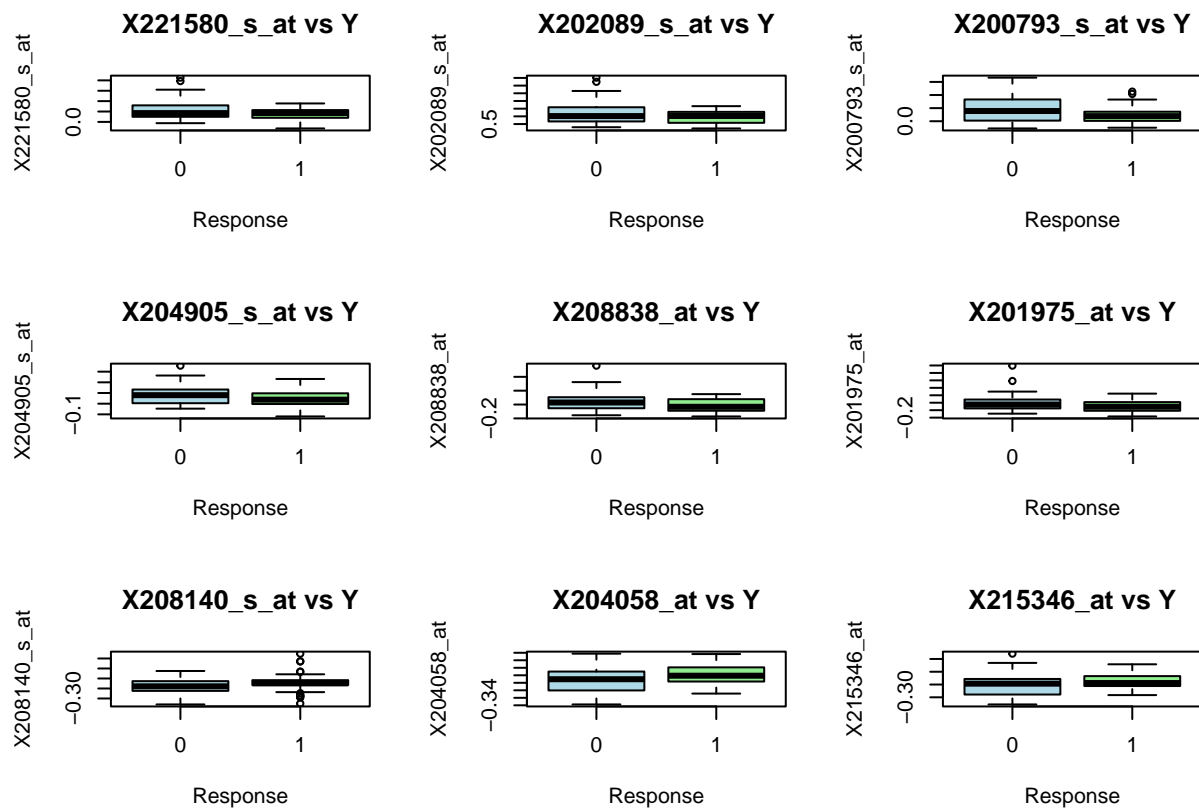 X221580_s_at vs Y
X221580_s_at
0.0
0
1
Response
X202089_s_at vs Y
X202089_s_at
0.5
0
1
Response
X200793_s_at vs Y
X200793_s_at
0.0
0
1
Response
X204905_s_at vs Y
X204905_s_at
−0.1
0
1
Response
X208838_at vs Y
X208838_at
−0.2
0
1
Response
X201975_at vs Y
X201975_at
−0.2
0
1
Response
X208140_s_at vs Y
X208140_s_at
−0.30
0
1
Response
X204058_at vs Y
X204058_at
−0.34
0
1
Response
X215346_at vs Y
X215346_at
−0.30
0
1
Response